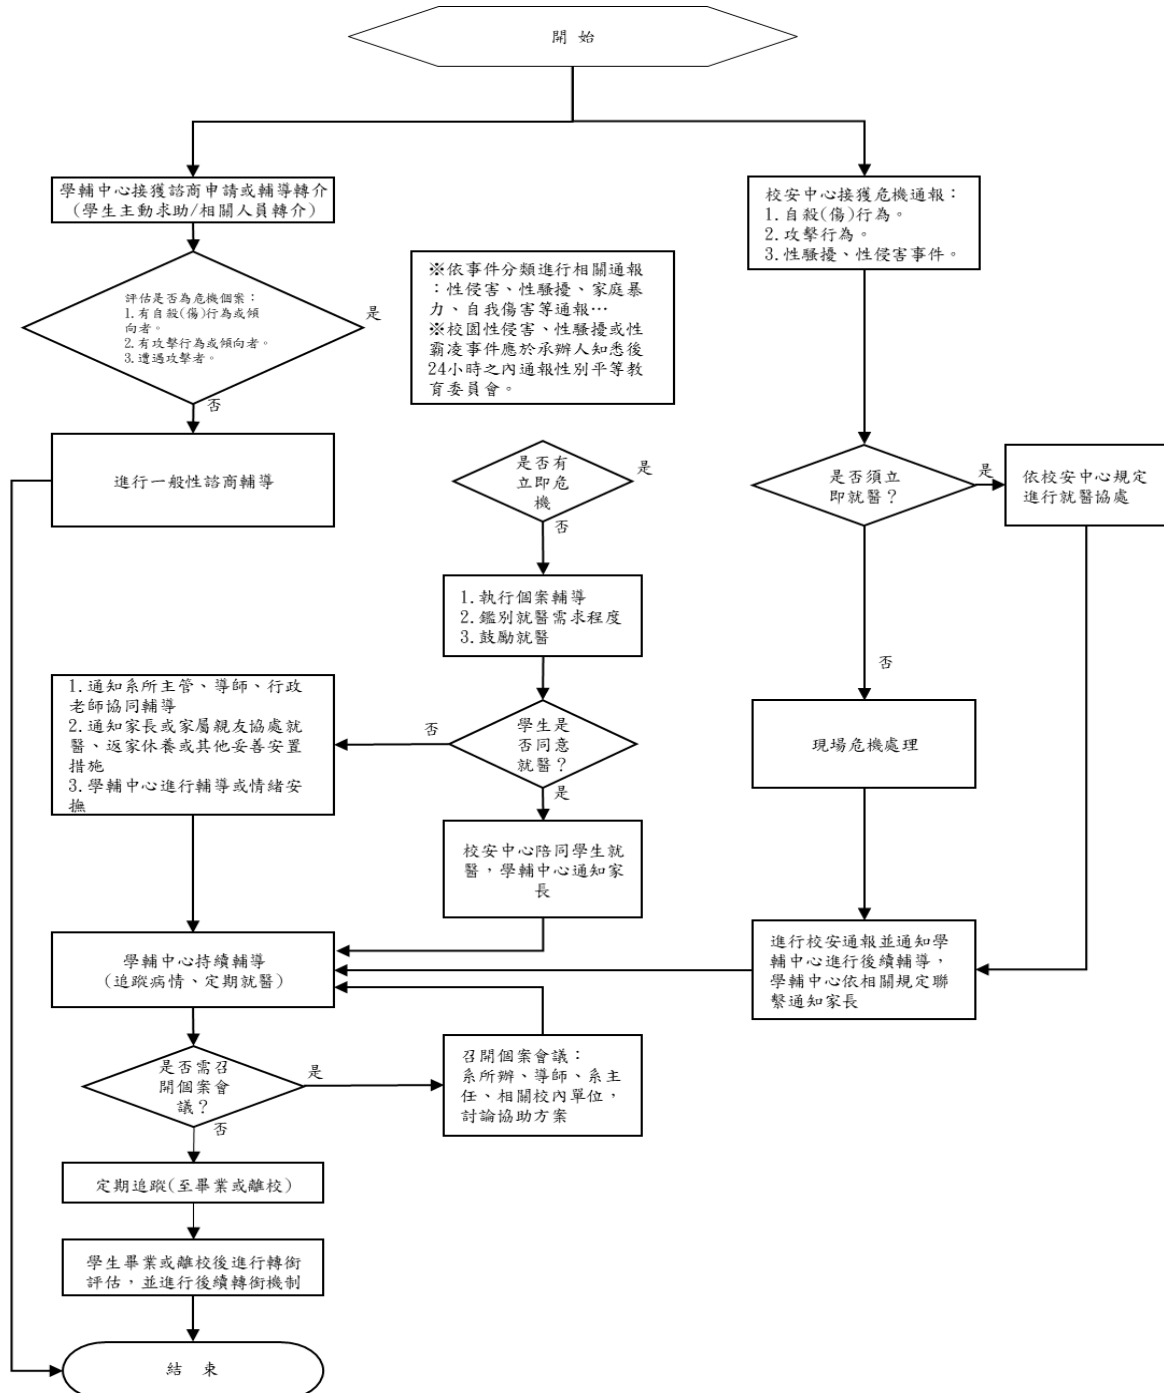 開 始
學輔中心接獲諮商申請或輔導轉介
(學生主動求助/相關人員轉介)
校安中心接獲危機通報：
1.自殺(傷)行為。
2.攻擊行為。
3.性騷擾、性侵害事件。
評估是否為危機個案：
1.有自殺(傷)行為或傾
向者。
2.有攻擊行為或傾向者。
3.遭遇攻擊者。
是
否
※依事件分類進行相關通報
：性侵害、性騷擾、家庭暴
力、自我傷害等通報…
※校園性侵害、性騷擾或性
霸凌事件應於承辦人知悉後
24小時之內通報性別平等教
育委員會。
進行一般性諮商輔導
是否有
立即危
機
是
否
是否須立
即就醫？
是
依校安中心規定
進行就醫協處
1.執行個案輔導
2.鑑別就醫需求程度
3.鼓勵就醫
否
1.通知系所主管、導師、行政
老師協同輔導
2.通知家長或家屬親友協處就
醫、返家休養或其他妥善安置
措施
3.學輔中心進行輔導或情緒安
撫
否
學生是
否同意
就醫？
是
現場危機處理
校安中心陪同學生就
醫，學輔中心通知家
長
學輔中心持續輔導
(追蹤病情、定期就醫)
進行校安通報並通知學
輔中心進行後續輔導，
學輔中心依相關規定聯
繫通知家長
是否需召
開個案會
議？
是
否
召開個案會議：
系所辦、導師、系主
任、相關校內單位，
討論協助方案
定期追蹤(至畢業或離校)
學生畢業或離校後進行轉銜
評估，並進行後續轉銜機制
結 束